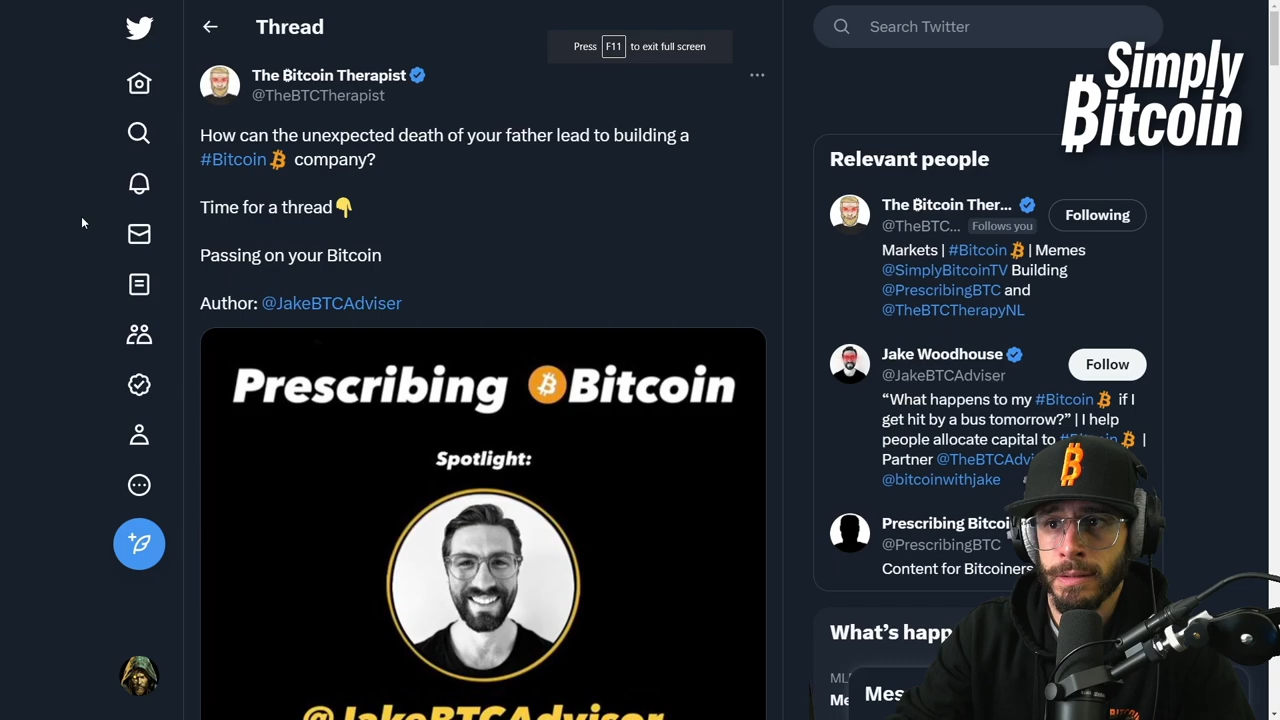 Thread
Press F11 to exit full screen
Search Twitter
Simply
₿itcoin
The ₿itcoin Therapist
@TheBTCTherapist
How can the unexpected death of your father lead to building a
#Bitcoin company?
Time for a thread👇
Passing on your Bitcoin
Author: @JakeBTCAdviser
Prescribing ₿Bitcoin
Spotlight:
@JakeBTCAdviser
Relevant people
The ₿itcoin Ther...
@TheBTC... Follows you
Following
Markets | #Bitcoin | Memes
@SimplyBitcoinTV Building
@PrescribingBTC and
@TheBTCTherapyNL
Jake Woodhouse
@JakeBTCAdviser
Follow
“What happens to my #Bitcoin if I
get hit by a bus tomorrow?” | I help
people allocate capital to #Bitcoin |
Partner @TheBTCAdvi
@bitcoinwithjake
Prescribing Bitcoi
@PrescribingBTC
Content for Bitcoiners
What’s happ
Mes